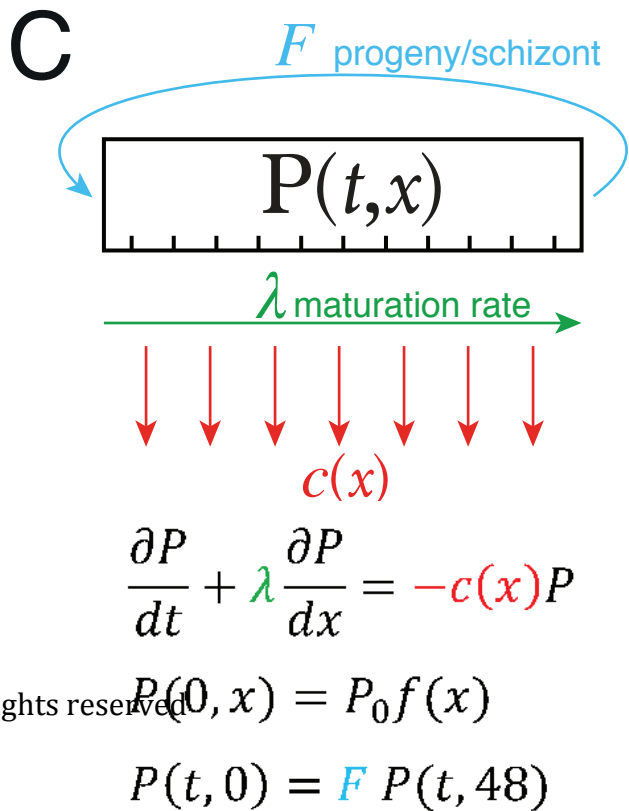 C
F progeny/schizont
P(t,x)
λ maturation rate
c(x)
∂P/dt + λ ∂P/dx = −c(x)P
ghts reserved
P(0, x) = P₀f(x)
P(t, 0) = F P(t, 48)